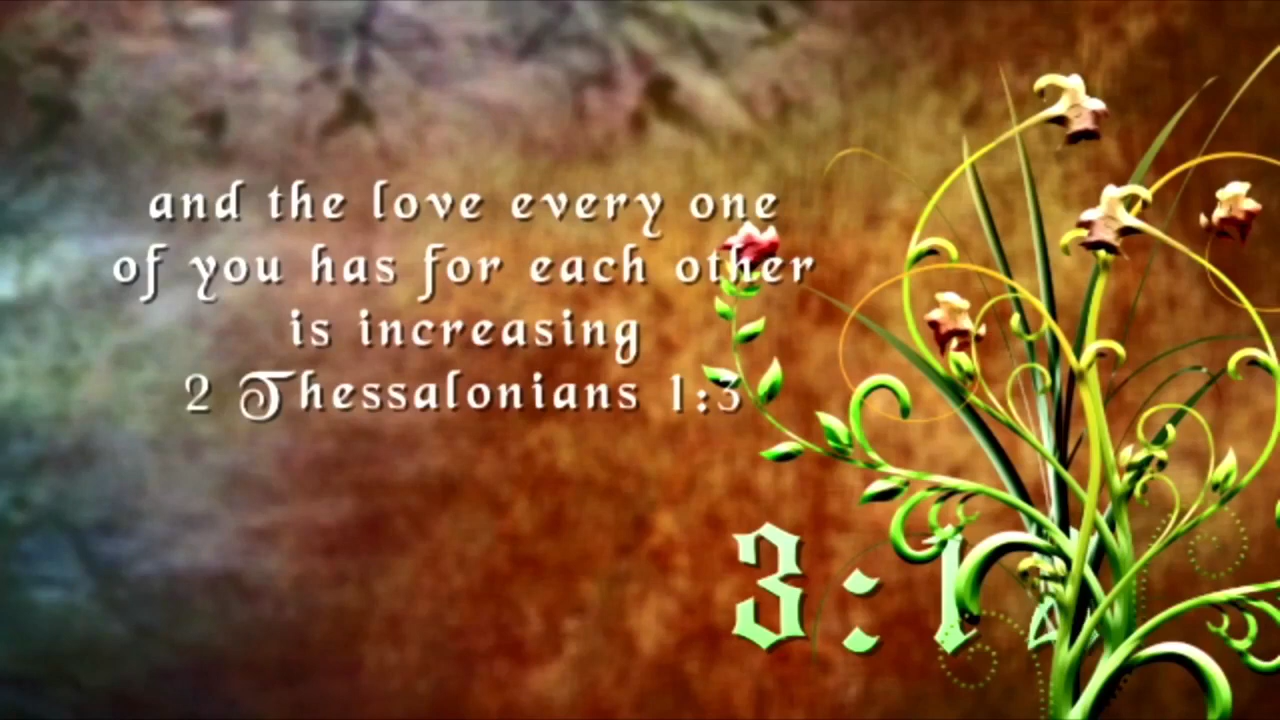 and the love every one
of you has for each other
is increasing
2 Thessalonians 1:3
3:1